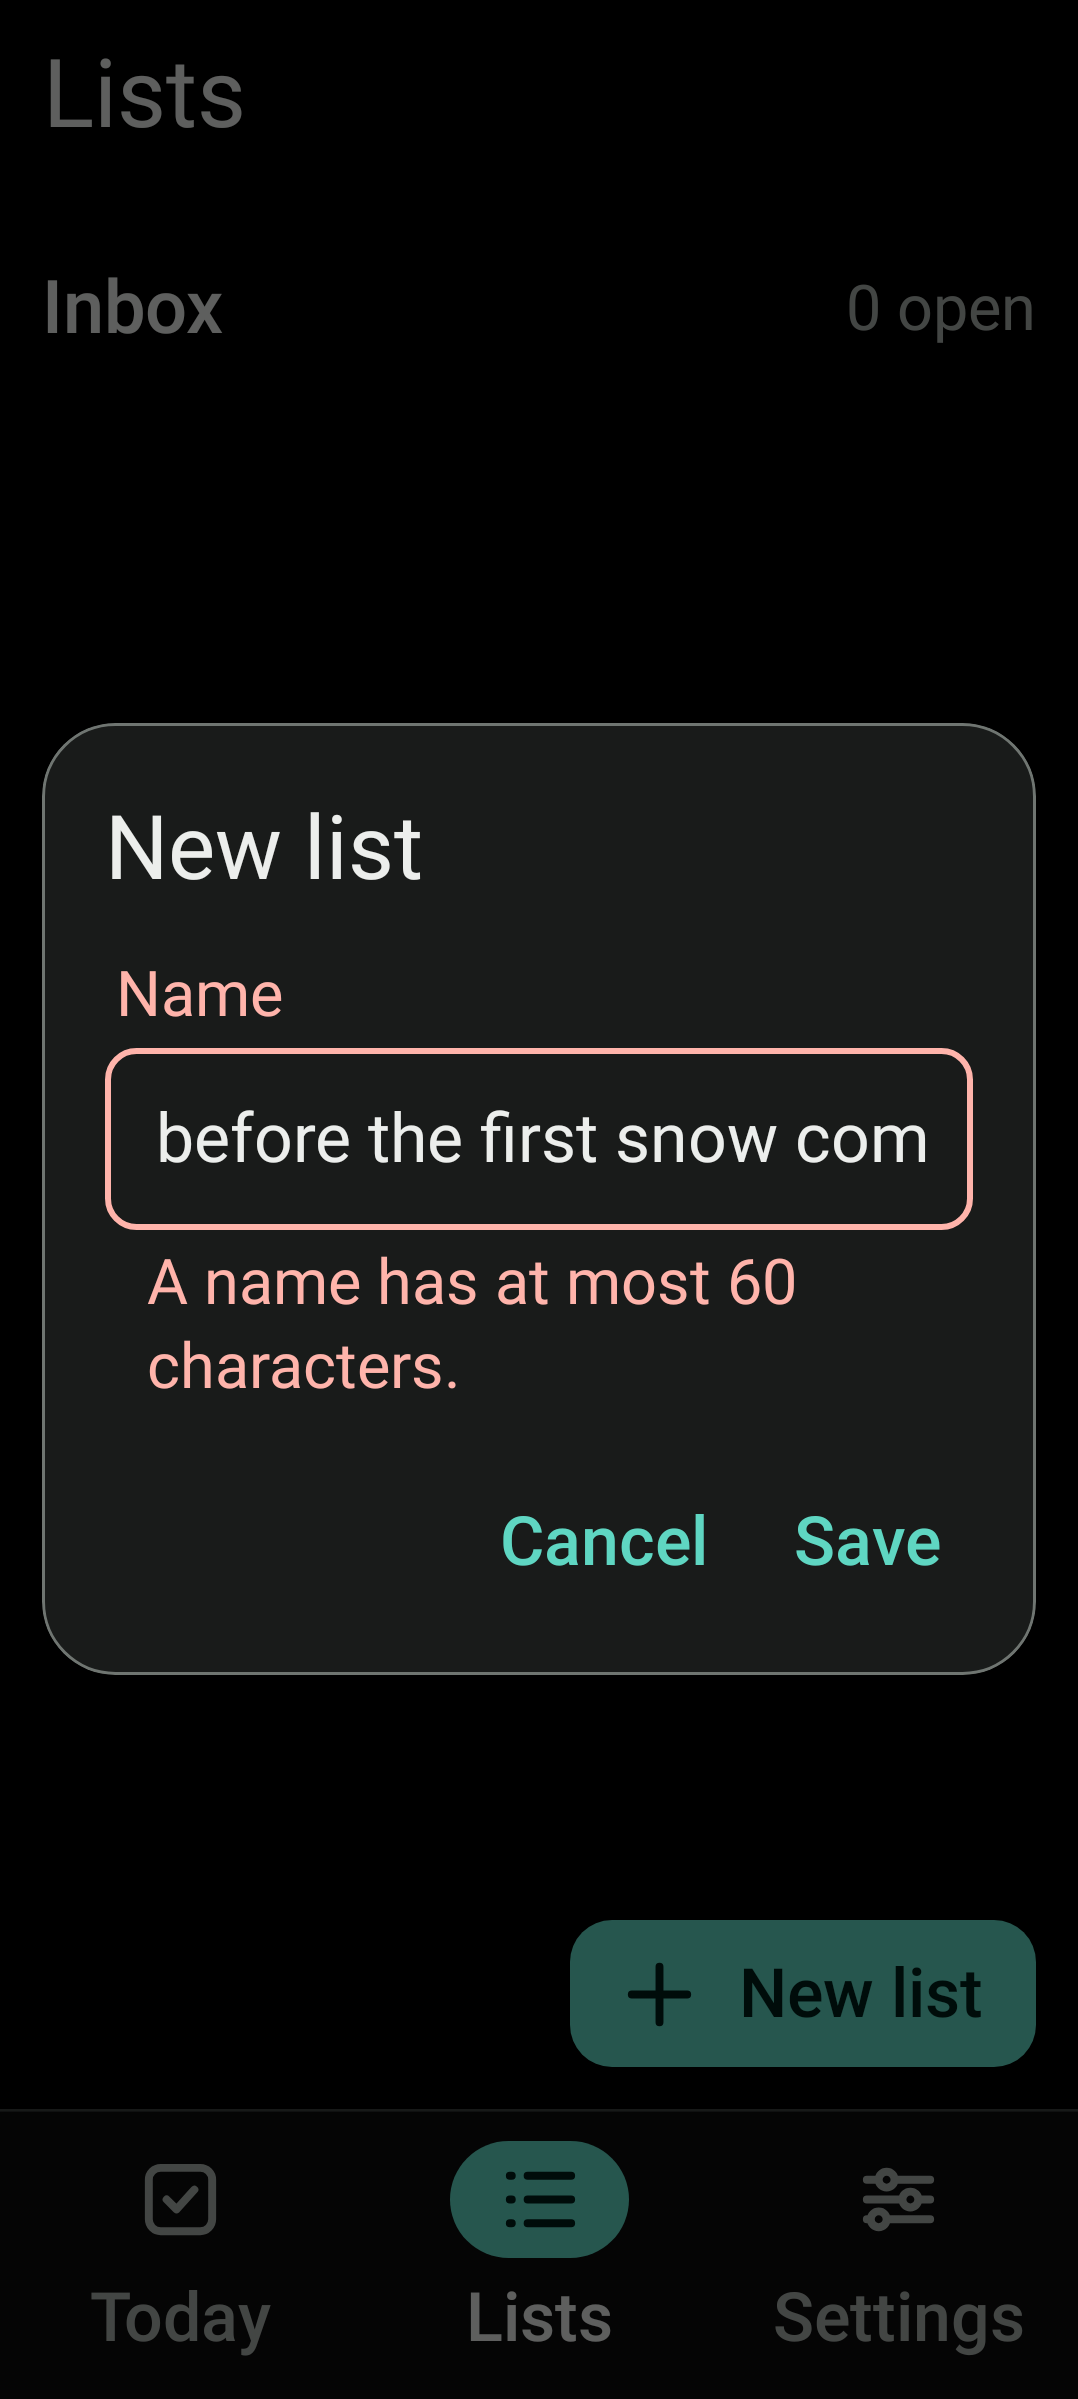 Lists
Inbox
0 open
New list
Name
before the first snow com
A name has at most 60
characters.
Cancel
Save
New list
Today
Lists
Settings